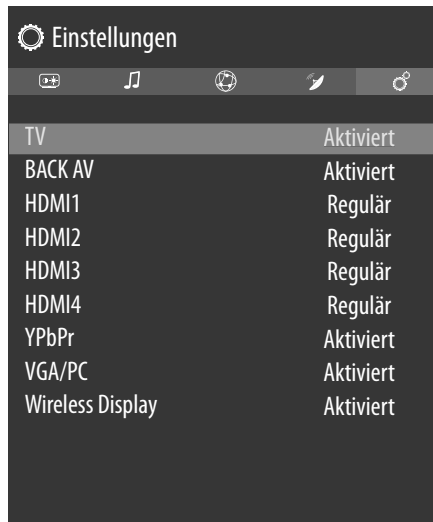 Einstellungen
TV Aktiviert
BACK AV Aktiviert
HDMI1 Regulär
HDMI2 Regulär
HDMI3 Regulär
HDMI4 Regulär
YPbPr Aktiviert
VGA/PC Aktiviert
Wireless Display Aktiviert